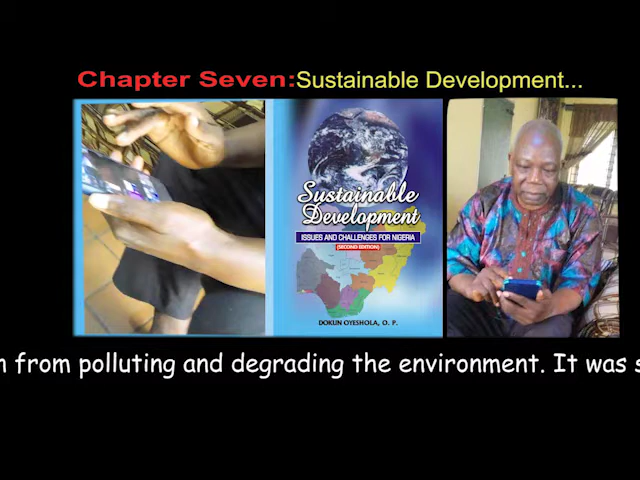 Chapter Seven:Sustainable Development...
Sustainable
Development
ISSUES AND CHALLENGES FOR NIGERIA
(SECOND EDITION)
DOKUN OYESHOLA, O. P.
from polluting and degrading the environment. It was